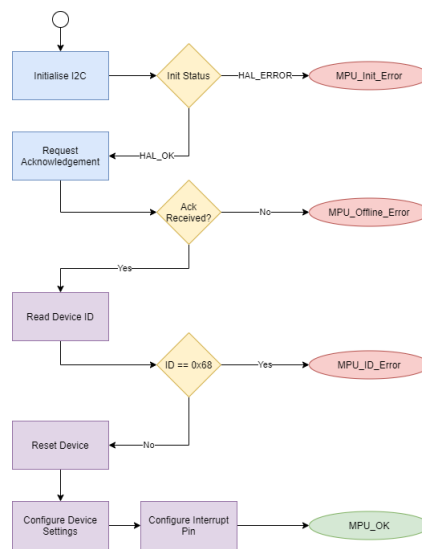 Initialise I2C
Init Status
HAL_ERROR
MPU_Init_Error
Request
Acknowledgement
HAL_OK
Ack
Received?
No
MPU_Offline_Error
Yes
Read Device ID
ID == 0x68
Yes
MPU_ID_Error
Reset Device
No
Configure Device
Settings
Configure Interrupt
Pin
MPU_OK